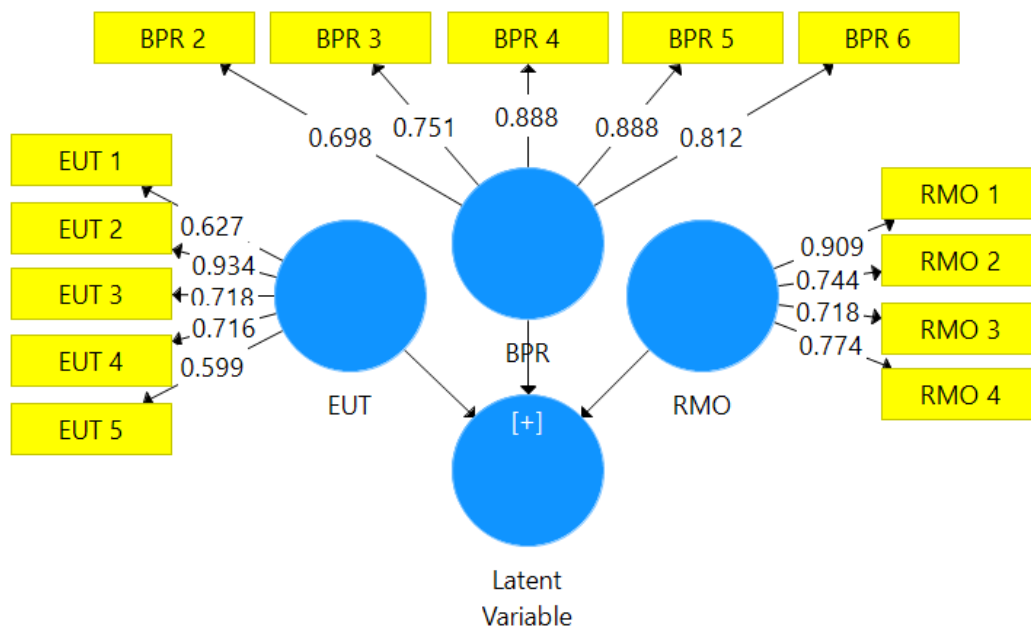 BPR 2
BPR 3
BPR 4
BPR 5
BPR 6
0.698
0.751
0.888
0.888
0.812
EUT 1
EUT 2
EUT 3
EUT 4
EUT 5
0.627
0.934
0.718
0.716
0.599
RMO 1
RMO 2
RMO 3
RMO 4
0.909
0.744
0.718
0.774
EUT
BPR
RMO
[+]
Latent
Variable